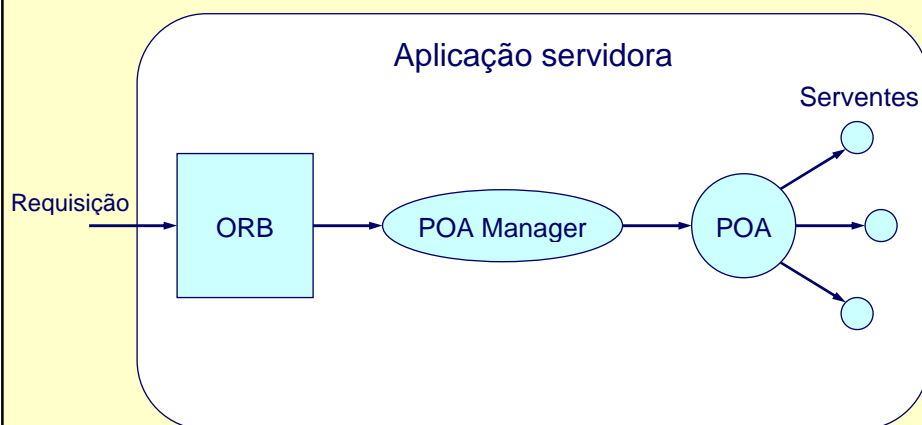 Aplicação servidora
Serventes
Requisição
ORB
POA Manager
POA